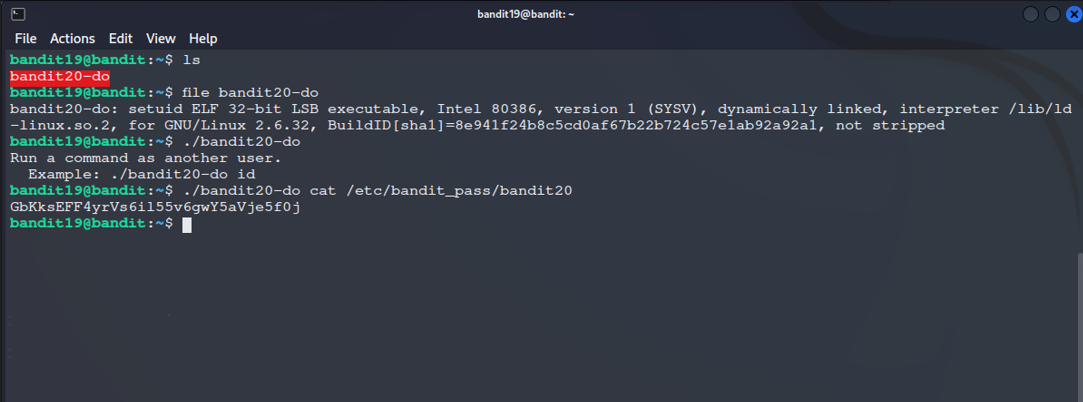 bandit19@bandit: ~
File Actions Edit View Help
bandit19@bandit:~$ ls
bandit20-do
bandit19@bandit:~$ file bandit20-do
bandit20-do: setuid ELF 32-bit LSB executable, Intel 80386, version 1 (SYSV), dynamically linked, interpreter /lib/ld
-linux.so.2, for GNU/Linux 2.6.32, BuildID[sha1]=8e941f24b8c5cd0af67b22b724c57e1ab92a92a1, not stripped
bandit19@bandit:~$ ./bandit20-do
Run a command as another user.
  Example: ./bandit20-do id
bandit19@bandit:~$ ./bandit20-do cat /etc/bandit_pass/bandit20
GbKksEFF4yrVs6il55v6gwY5aVje5f0j
bandit19@bandit:~$